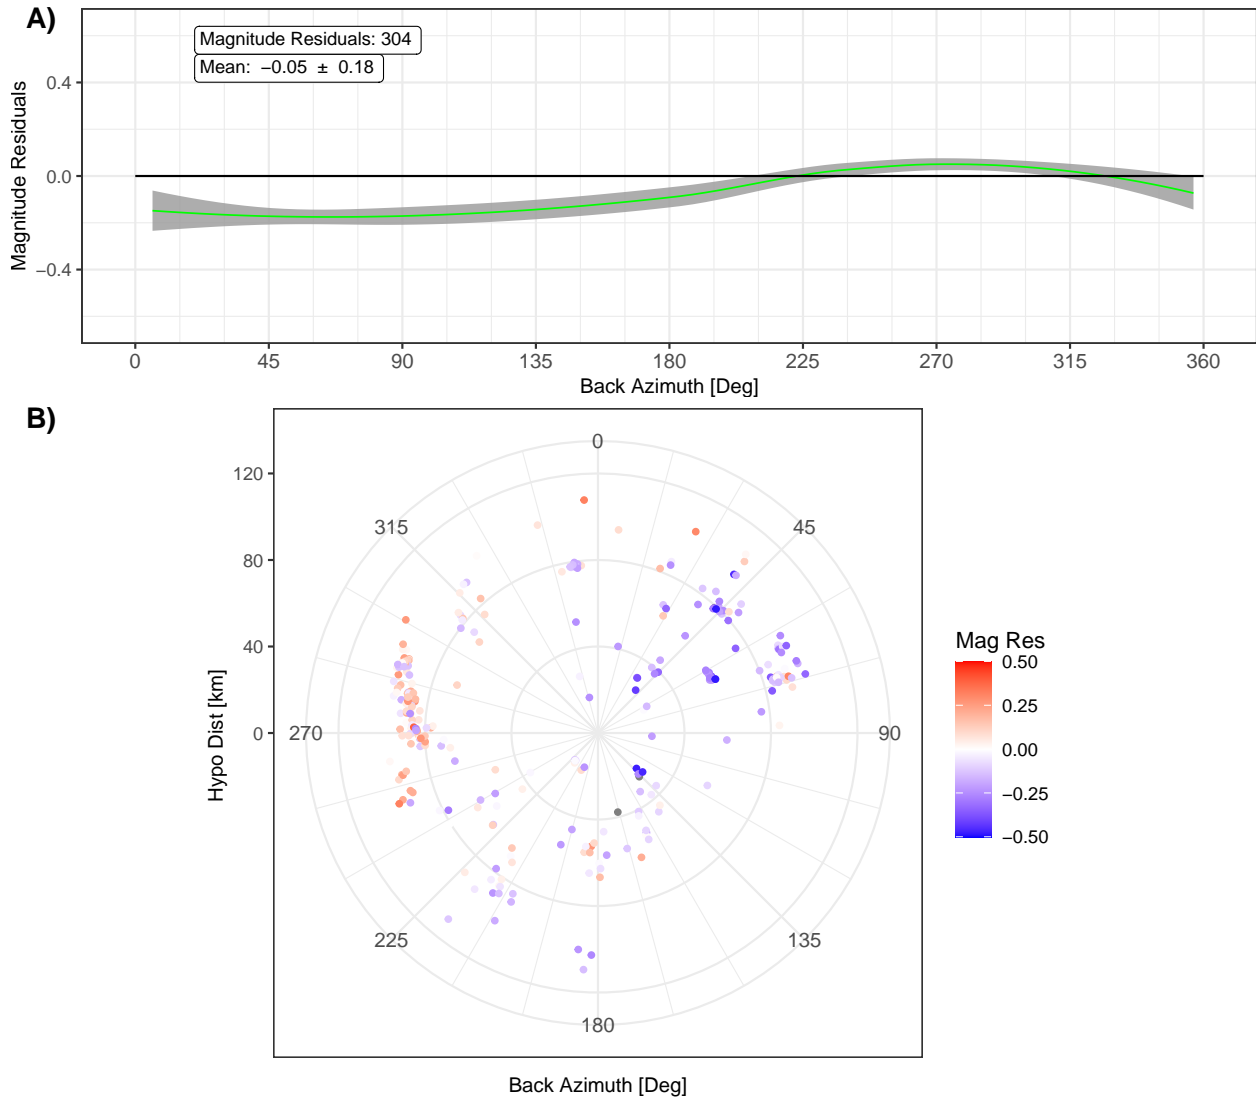 A)
Magnitude Residuals: 304
Mean: −0.05 ± 0.18
Magnitude Residuals
0.4
0.0
−0.4
0 45 90 135 180 225 270 315 360
Back Azimuth [Deg]
B)
Hypo Dist [km]
120
80
40
0
0
45
90
135
180
225
270
315
Back Azimuth [Deg]
Mag Res
0.50
0.25
0.00
−0.25
−0.50